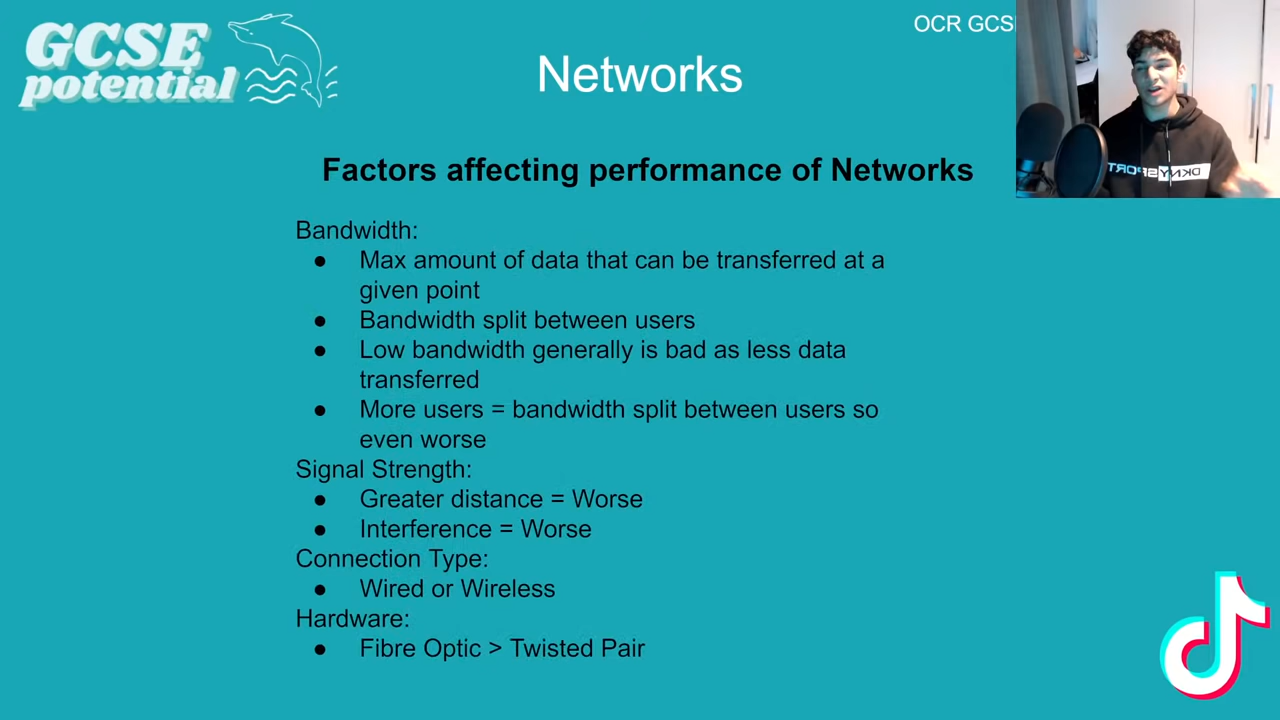 GCSE
potential
OCR GCSE
Networks
Factors affecting performance of Networks
Bandwidth:
● Max amount of data that can be transferred at a
given point
● Bandwidth split between users
● Low bandwidth generally is bad as less data
transferred
● More users = bandwidth split between users so
even worse
Signal Strength:
● Greater distance = Worse
● Interference = Worse
Connection Type:
● Wired or Wireless
Hardware:
● Fibre Optic > Twisted Pair
DKNY SPORT